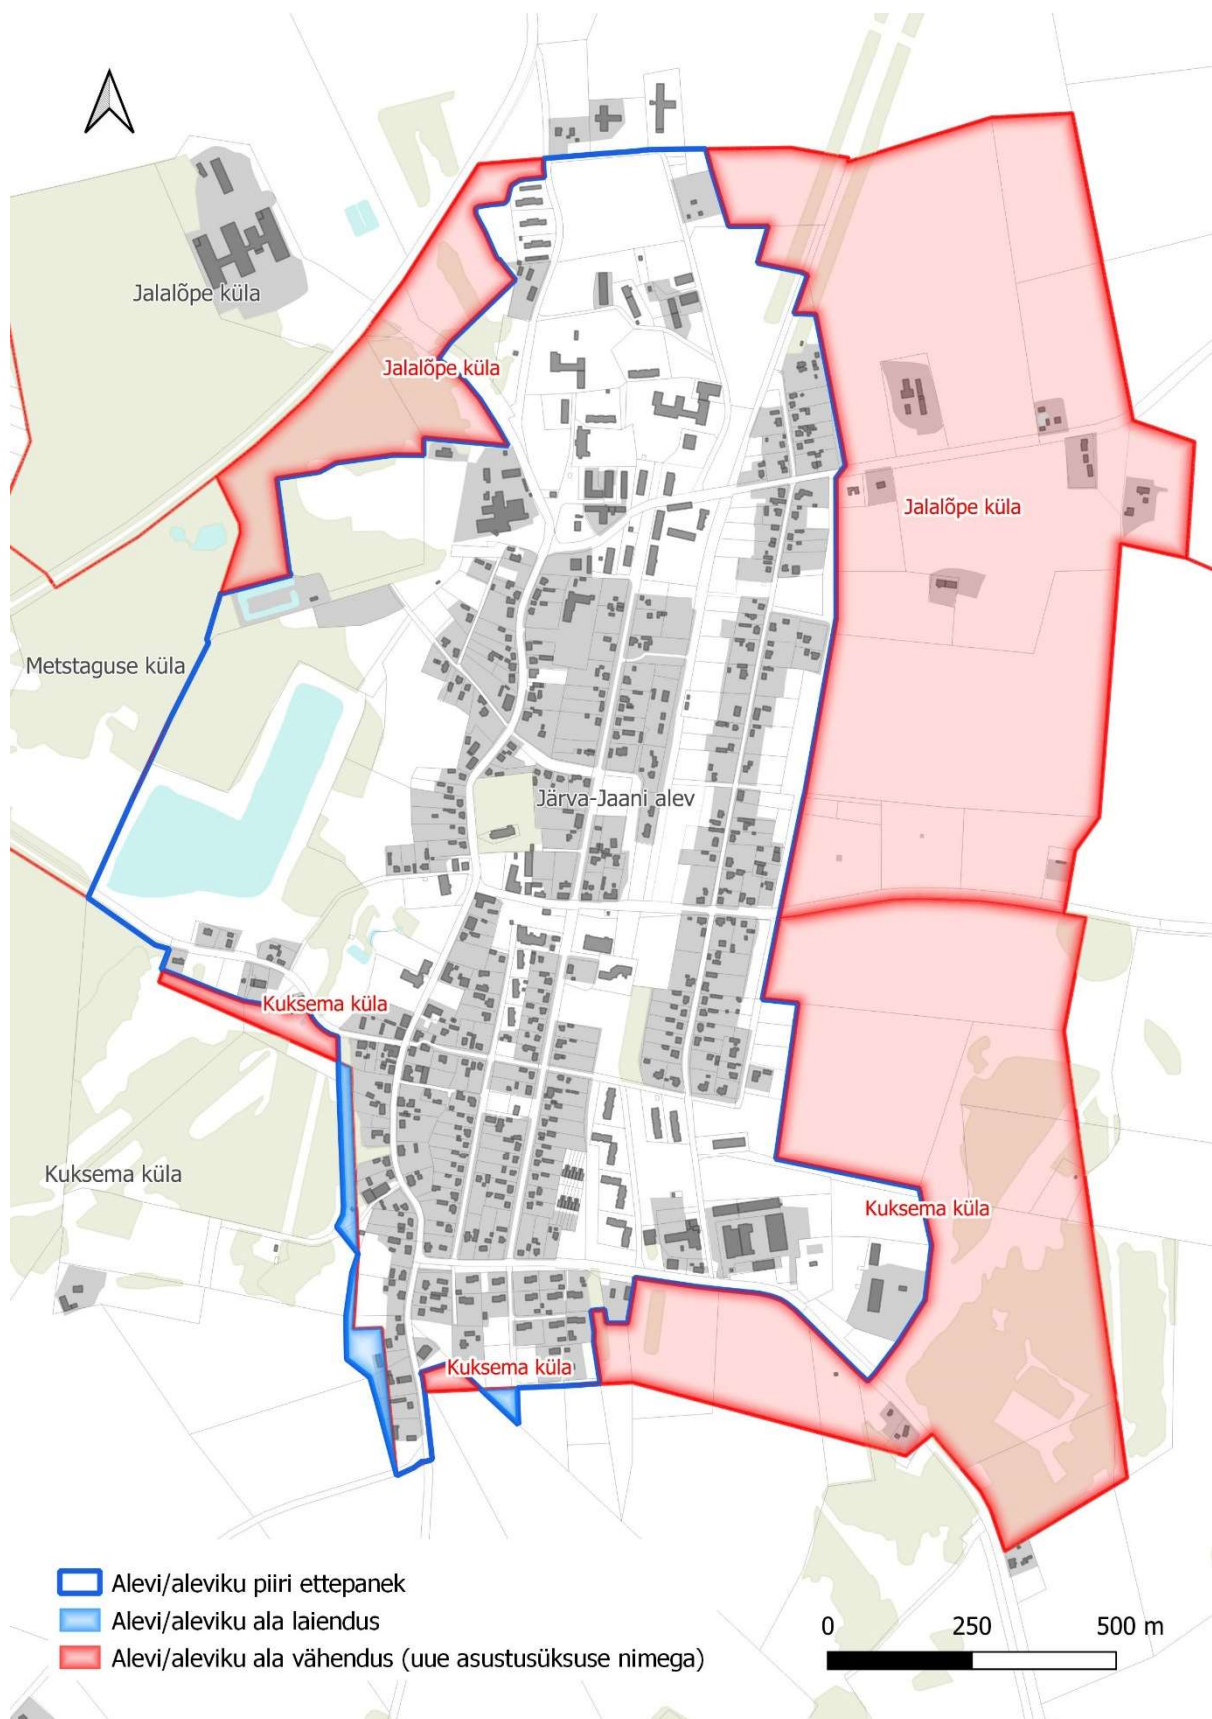 Jalalõpe küla
Jalalõpe küla
Jalalõpe küla
Metstaguse küla
Järva-Jaani alev
Kuksema küla
Kuksema küla
Kuksema küla
Kuksema küla
Alevi/aleviku piiri ettepanek
Alevi/aleviku ala laiendus
Alevi/aleviku ala vähendus (uue asustusüksuse nimega)
0 250 500 m